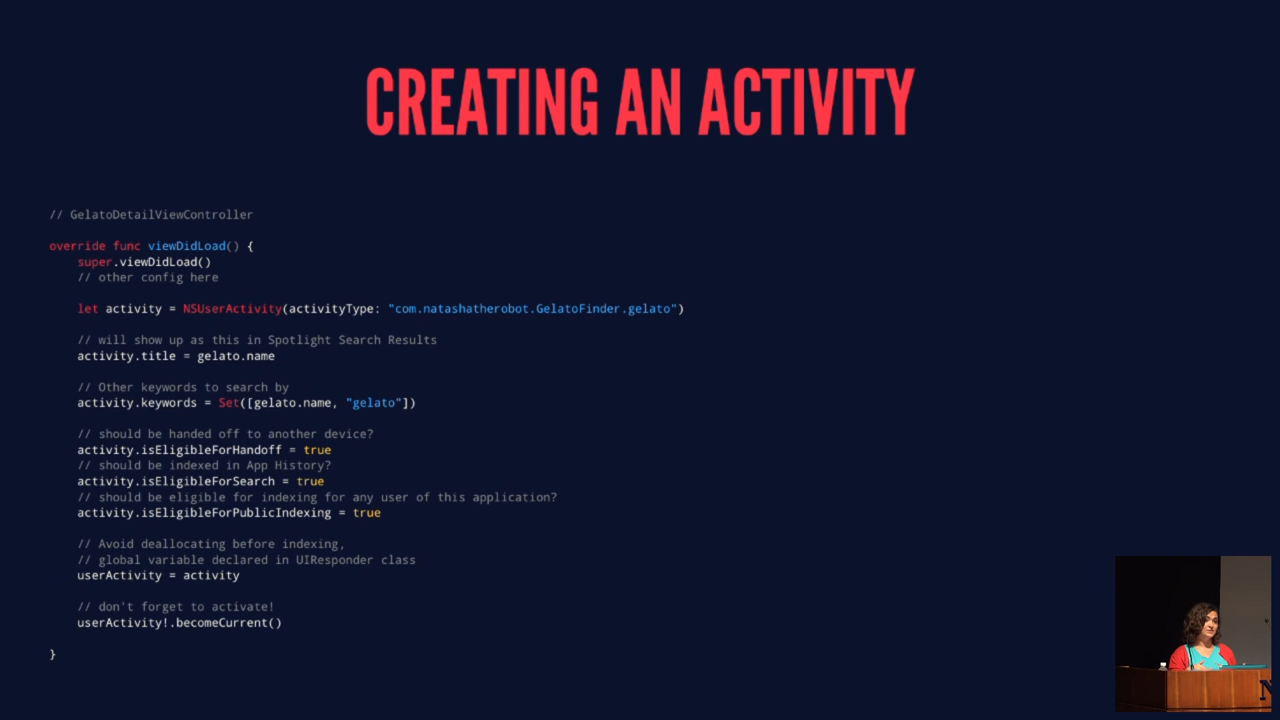 CREATING AN ACTIVITY
// GelatoDetailViewController
override func viewDidLoad() {
super.viewDidLoad()
// other config here
let activity = NSUserActivity(activityType: "com.natashatherobot.GelatoFinder.gelato")
// will show up as this in Spotlight Search Results
activity.title = gelato.name
// Other keywords to search by
activity.keywords = Set([gelato.name, "gelato"])
// should be handed off to another device?
activity.isEligibleForHandoff = true
// should be indexed in App History?
activity.isEligibleForSearch = true
// should be eligible for indexing for any user of this application?
activity.isEligibleForPublicIndexing = true
// Avoid deallocating before indexing,
// global variable declared in UIResponder class
userActivity = activity
// don't forget to activate!
userActivity!.becomeCurrent()
}
N